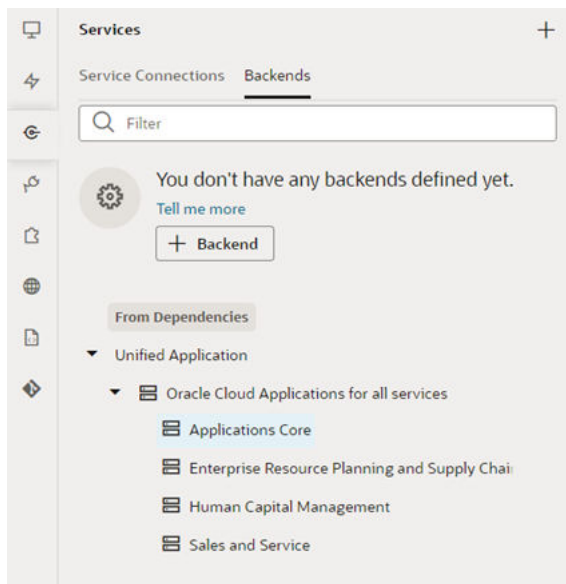 Services
Service Connections Backends
Filter
You don't have any backends defined yet.
Tell me more
+ Backend
From Dependencies
Unified Application
Oracle Cloud Applications for all services
Applications Core
Enterprise Resource Planning and Supply Chai
Human Capital Management
Sales and Service